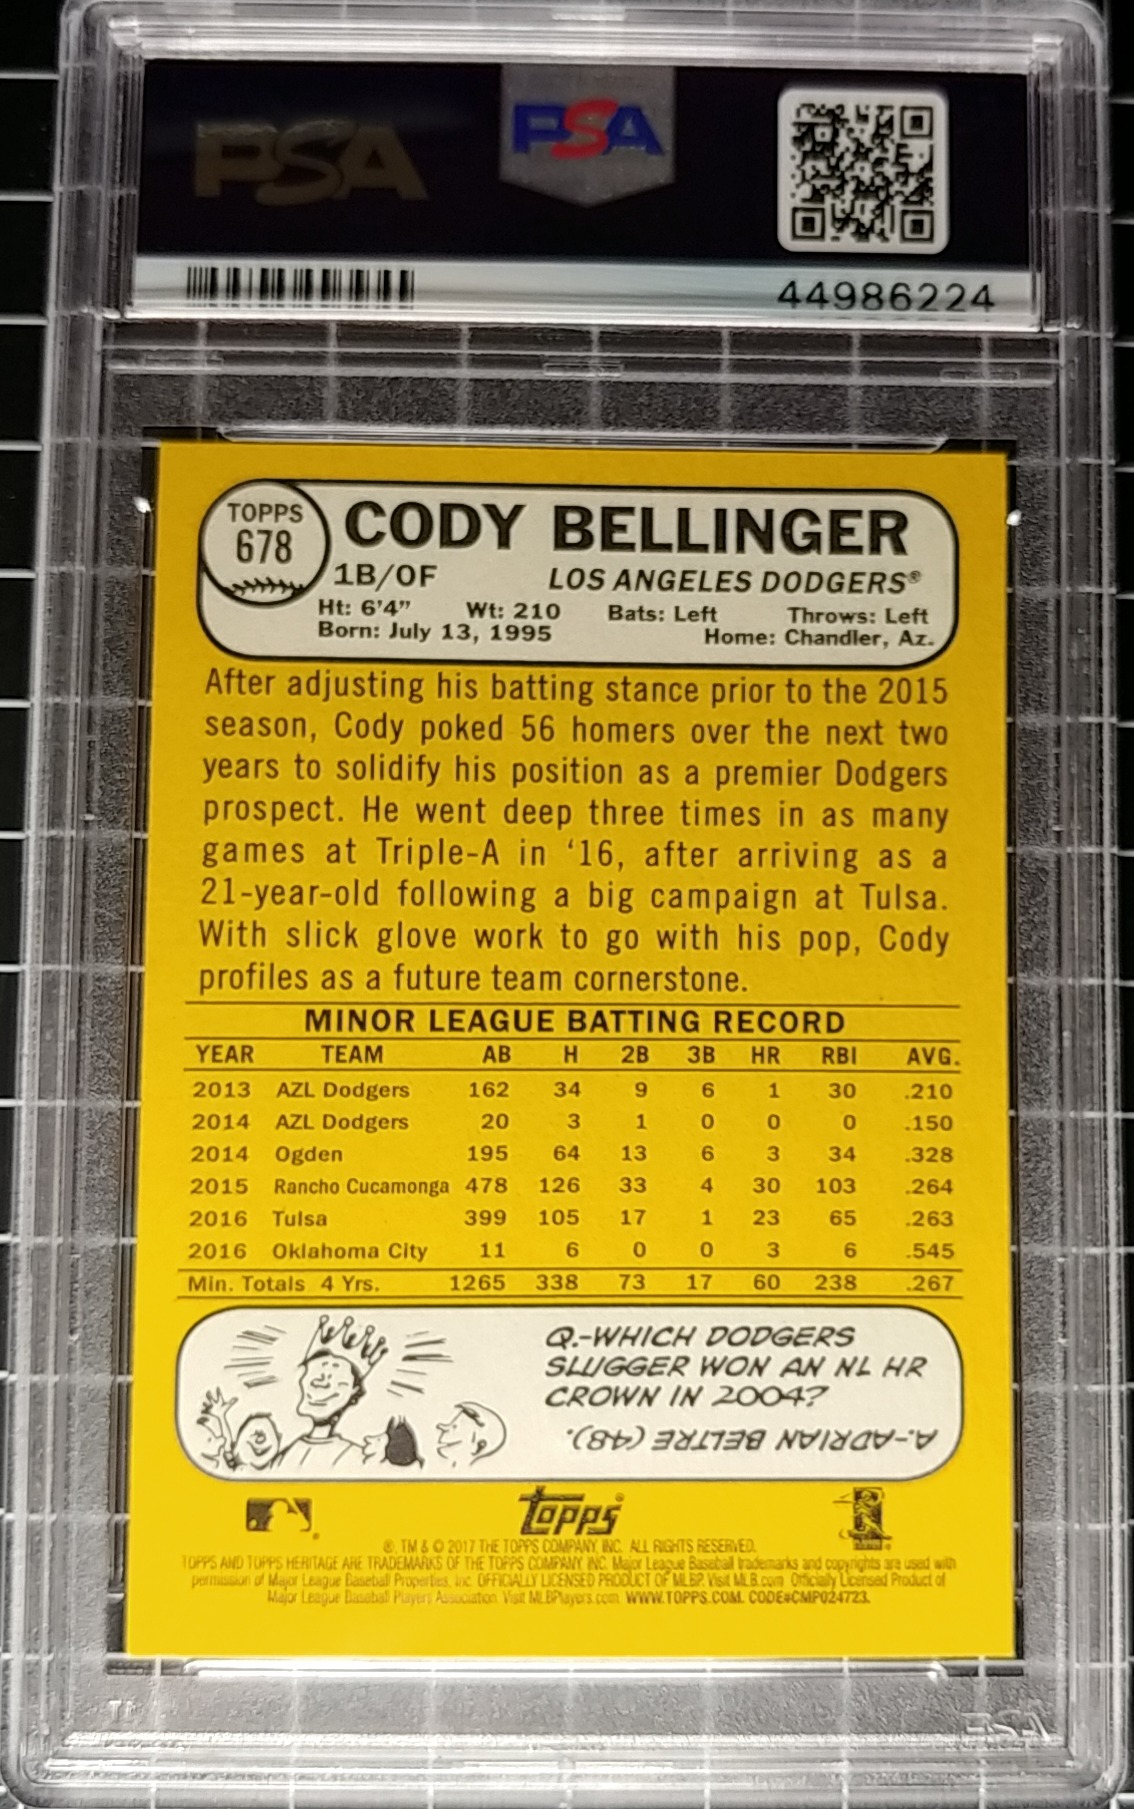 PSA
PSA
44986224
TOPPS
678
CODY BELLINGER
1B/OF LOS ANGELES DODGERS®
Ht: 6'4" Wt: 210 Bats: Left Throws: Left
Born: July 13, 1995 Home: Chandler, Az.
After adjusting his batting stance prior to the 2015
season, Cody poked 56 homers over the next two
years to solidify his position as a premier Dodgers
prospect. He went deep three times in as many
games at Triple-A in '16, after arriving as a
21-year-old following a big campaign at Tulsa.
With slick glove work to go with his pop, Cody
profiles as a future team cornerstone.
MINOR LEAGUE BATTING RECORD
YEAR TEAM AB H 2B 3B HR RBI AVG.
2013 AZL Dodgers 162 34 9 6 1 30 .210
2014 AZL Dodgers 20 3 1 0 0 0 .150
2014 Ogden 195 64 13 6 3 34 .328
2015 Rancho Cucamonga 478 126 33 4 30 103 .264
2016 Tulsa 399 105 17 1 23 65 .263
2016 Oklahoma City 11 6 0 0 3 6 .545
Min. Totals 4 Yrs. 1265 338 73 17 60 238 .267
Q.-WHICH DODGERS
SLUGGER WON AN NL HR
CROWN IN 2004?
A.-ADRIAN BELTRE (48).
topps®
®, TM & © 2017 THE TOPPS COMPANY, INC. ALL RIGHTS RESERVED.
TOPPS AND TOPPS HERITAGE ARE TRADEMARKS OF THE TOPPS COMPANY, INC. Major League Baseball trademarks and copyrights are used with
permission of Major League Baseball Properties, Inc. OFFICIALLY LICENSED PRODUCT OF MLBP. Visit MLB.com Officially Licensed Product of
Major League Baseball Players Association. Visit MLBPlayers.com. WWW.TOPPS.COM. CODE#CMP024723.
PSA